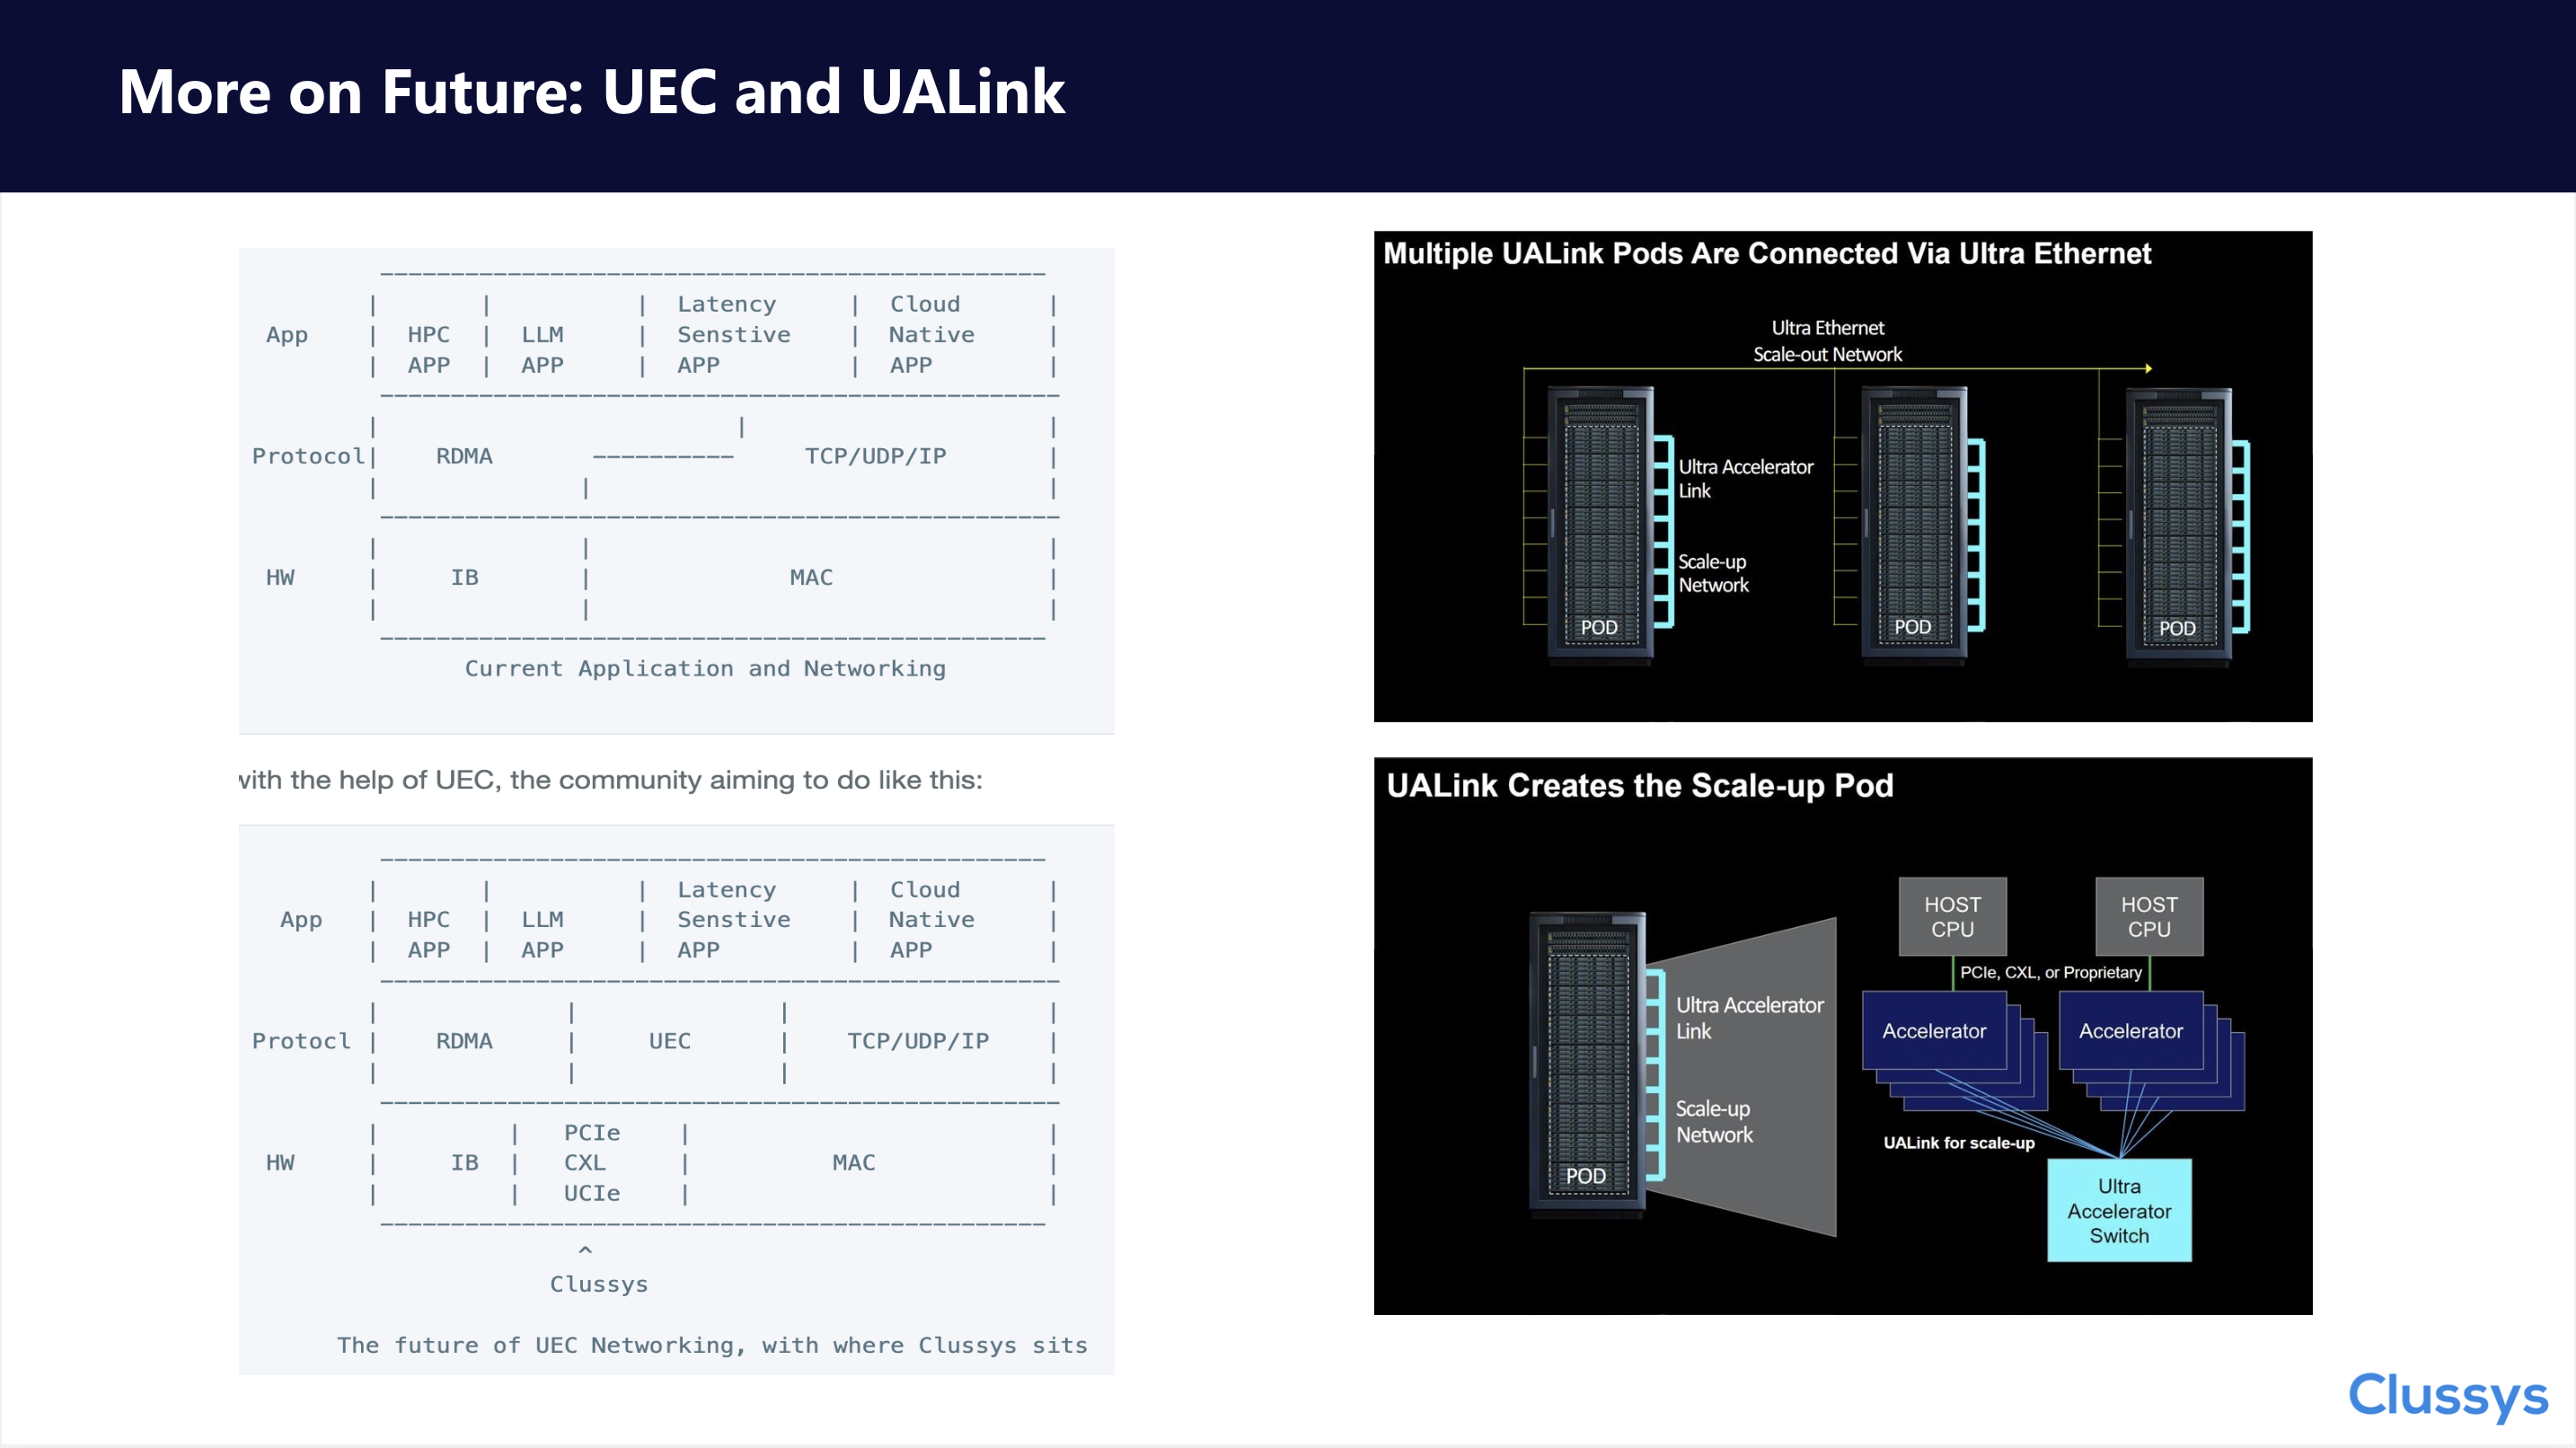 More on Future: UEC and UALink
Latency Cloud
App HPC LLM Senstive Native
APP APP APP APP
Protocol RDMA TCP/UDP/IP
HW IB MAC
Current Application and Networking
with the help of UEC, the community aiming to do like this:
Latency Cloud
App HPC LLM Senstive Native
APP APP APP APP
Protocl RDMA UEC TCP/UDP/IP
PCIe
HW IB CXL MAC
UCIe
^
Clussys
The future of UEC Networking, with where Clussys sits
Multiple UALink Pods Are Connected Via Ultra Ethernet
Ultra Ethernet
Scale-out Network
Ultra Accelerator
Link
Scale-up
Network
POD
POD
POD
UALink Creates the Scale-up Pod
HOST
CPU
HOST
CPU
PCIe, CXL, or Proprietary
Ultra Accelerator
Link
Accelerator
Accelerator
Scale-up
Network
UALink for scale-up
POD
Ultra
Accelerator
Switch
Clussys